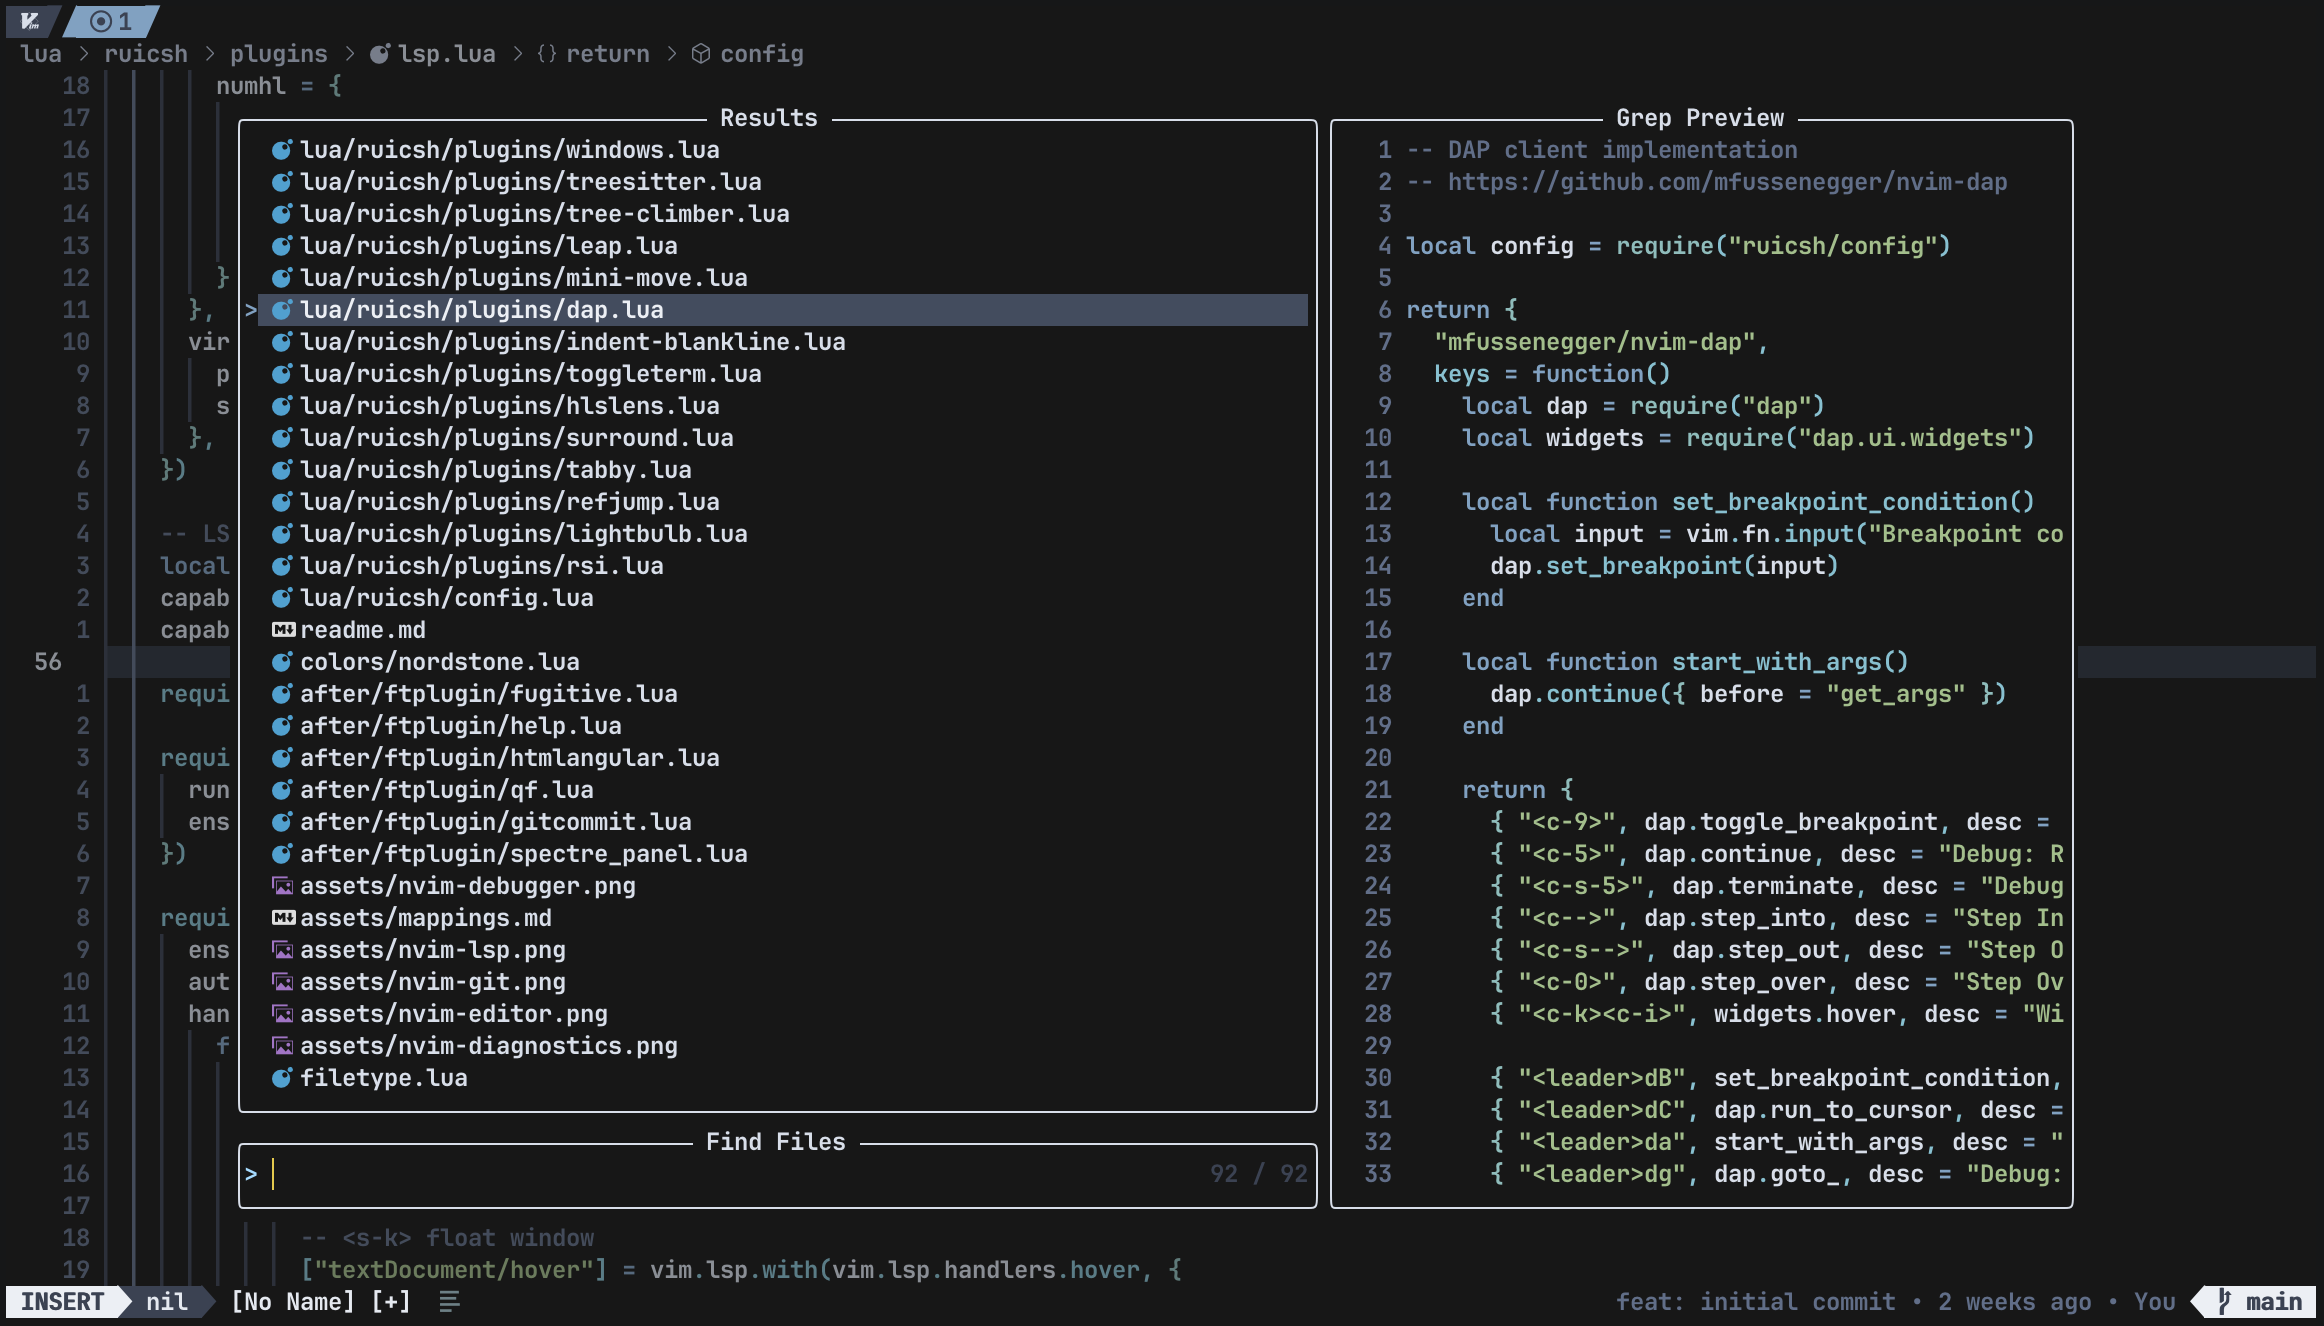 1
lua > ruicsh > plugins > lsp.lua > {} return > config
18 numhl = {
17
16
15
14
13
12 }
11 },
10 vir
9 p
8 s
7 },
6 })
5
4 -- LS
3 local
2 capab
1 capab
56
1 requi
2
3 requi
4 run
5 ens
6 })
7
8 requi
9 ens
10 aut
11 han
12 f
13
14
15
16
17
18 -- <s-k> float window
19 ["textDocument/hover"] = vim.lsp.with(vim.lsp.handlers.hover, {
Results
lua/ruicsh/plugins/windows.lua
lua/ruicsh/plugins/treesitter.lua
lua/ruicsh/plugins/tree-climber.lua
lua/ruicsh/plugins/leap.lua
lua/ruicsh/plugins/mini-move.lua
> lua/ruicsh/plugins/dap.lua
lua/ruicsh/plugins/indent-blankline.lua
lua/ruicsh/plugins/toggleterm.lua
lua/ruicsh/plugins/hlslens.lua
lua/ruicsh/plugins/surround.lua
lua/ruicsh/plugins/tabby.lua
lua/ruicsh/plugins/refjump.lua
lua/ruicsh/plugins/lightbulb.lua
lua/ruicsh/plugins/rsi.lua
lua/ruicsh/config.lua
readme.md
colors/nordstone.lua
after/ftplugin/fugitive.lua
after/ftplugin/help.lua
after/ftplugin/htmlangular.lua
after/ftplugin/qf.lua
after/ftplugin/gitcommit.lua
after/ftplugin/spectre_panel.lua
assets/nvim-debugger.png
assets/mappings.md
assets/nvim-lsp.png
assets/nvim-git.png
assets/nvim-editor.png
assets/nvim-diagnostics.png
filetype.lua
Find Files
> 92 / 92
Grep Preview
1 -- DAP client implementation
2 -- https://github.com/mfussenegger/nvim-dap
3
4 local config = require("ruicsh/config")
5
6 return {
7 "mfussenegger/nvim-dap",
8 keys = function()
9 local dap = require("dap")
10 local widgets = require("dap.ui.widgets")
11
12 local function set_breakpoint_condition()
13 local input = vim.fn.input("Breakpoint co
14 dap.set_breakpoint(input)
15 end
16
17 local function start_with_args()
18 dap.continue({ before = "get_args" })
19 end
20
21 return {
22 { "<c-9>", dap.toggle_breakpoint, desc =
23 { "<c-5>", dap.continue, desc = "Debug: R
24 { "<c-s-5>", dap.terminate, desc = "Debug
25 { "<c-->", dap.step_into, desc = "Step In
26 { "<c-s-->", dap.step_out, desc = "Step O
27 { "<c-0>", dap.step_over, desc = "Step Ov
28 { "<c-k><c-i>", widgets.hover, desc = "Wi
29
30 { "<leader>dB", set_breakpoint_condition,
31 { "<leader>dC", dap.run_to_cursor, desc =
32 { "<leader>da", start_with_args, desc = "
33 { "<leader>dg", dap.goto_, desc = "Debug:
INSERT nil [No Name] [+] feat: initial commit • 2 weeks ago • You main